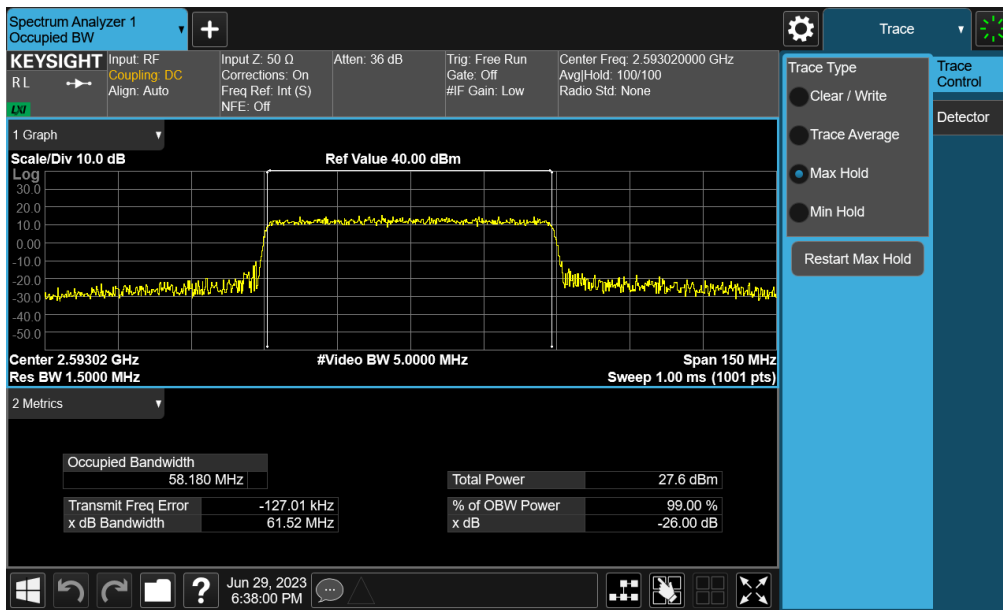 Spectrum Analyzer 1
Occupied BW
+
Trace
KEYSIGHT
Input: RF
Coupling: DC
Align: Auto
R L
LXI
Input Z: 50 Ω
Corrections: On
Freq Ref: Int (S)
NFE: Off
Atten: 36 dB
Trig: Free Run
Gate: Off
#IF Gain: Low
Center Freq: 2.593020000 GHz
Avg|Hold: 100/100
Radio Std: None
Trace Type
Clear / Write
Trace Average
Max Hold
Min Hold
Restart Max Hold
Trace
Control
Detector
1 Graph
Scale/Div 10.0 dB
Ref Value 40.00 dBm
Log
30.0
20.0
10.0
0.00
-10.0
-20.0
-30.0
-40.0
-50.0
Center 2.59302 GHz
#Video BW 5.0000 MHz
Span 150 MHz
Res BW 1.5000 MHz
Sweep 1.00 ms (1001 pts)
2 Metrics
Occupied Bandwidth
58.180 MHz
Total Power 27.6 dBm
Transmit Freq Error -127.01 kHz
% of OBW Power 99.00 %
x dB Bandwidth 61.52 MHz
x dB -26.00 dB
?
Jun 29, 2023
6:38:00 PM